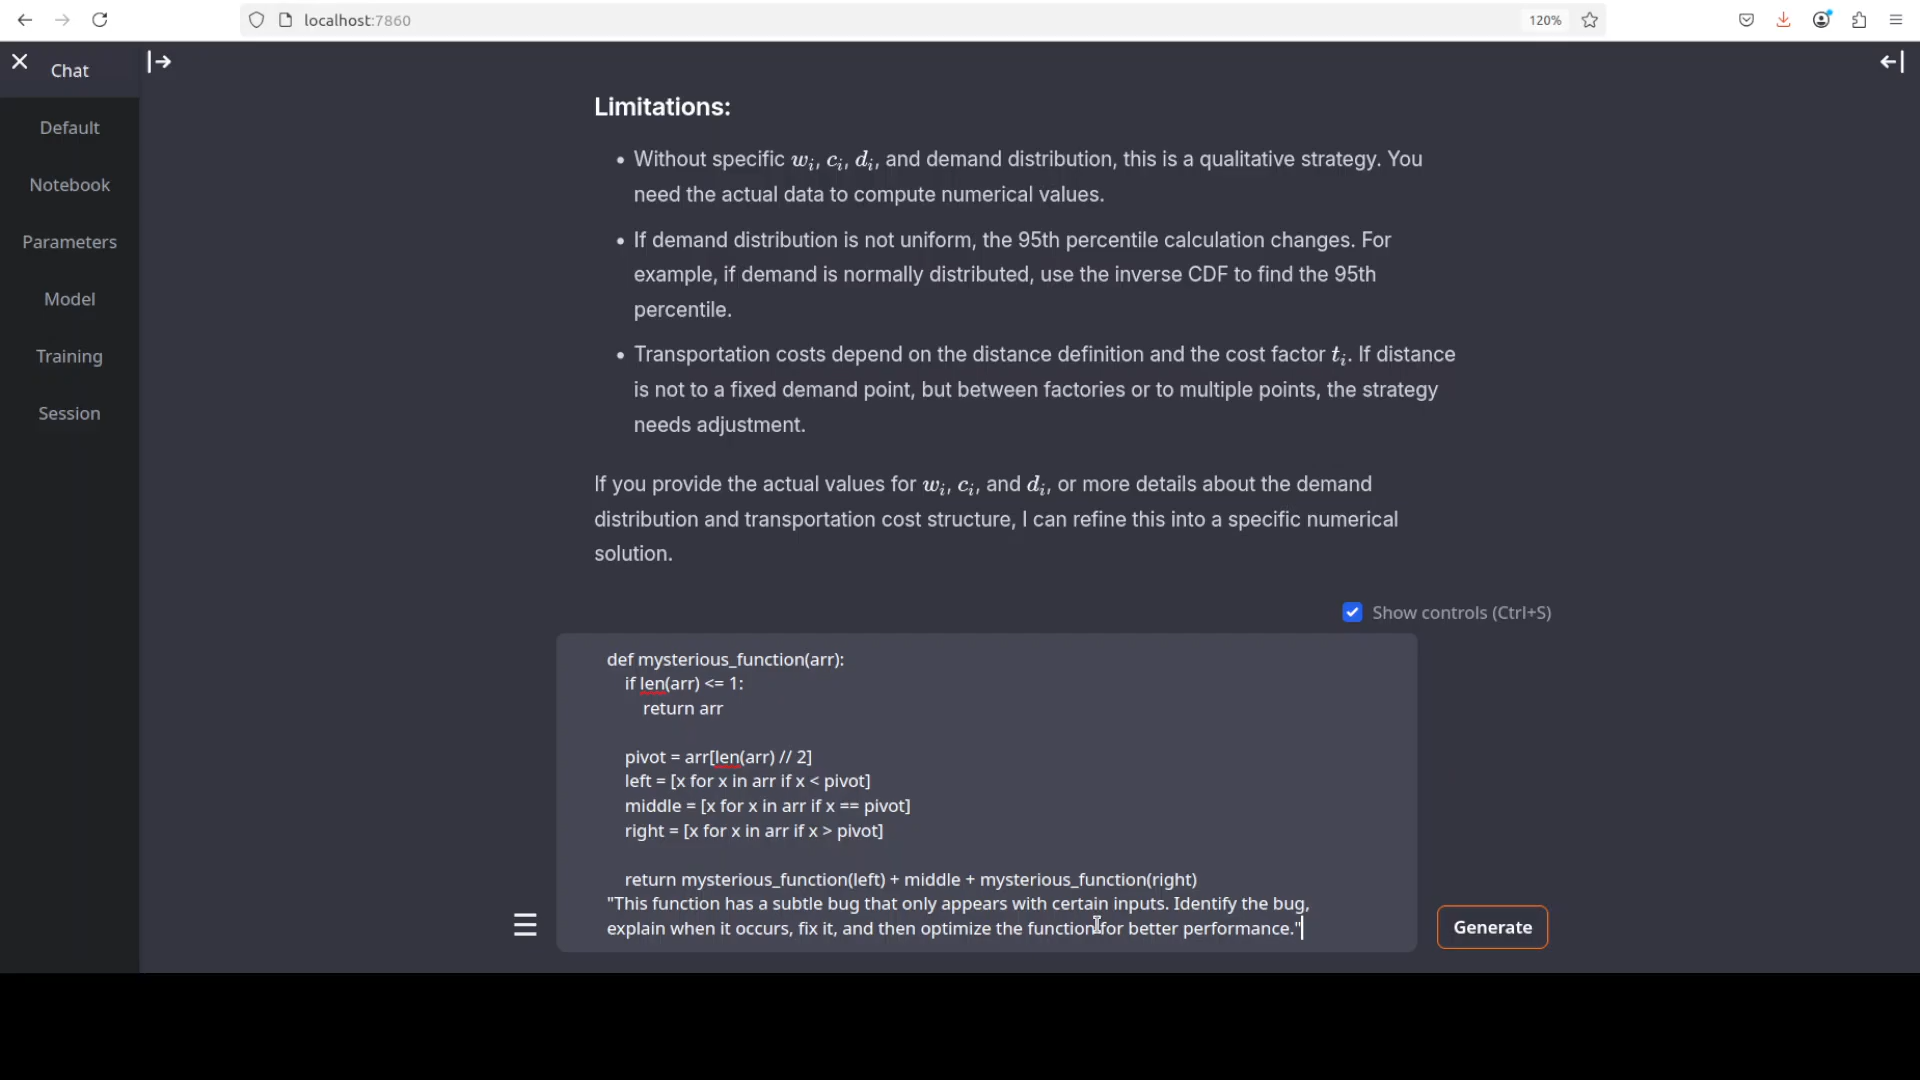 localhost:7860
120%
Chat
Default
Notebook
Parameters
Model
Training
Session
Limitations:
• Without specific wᵢ, cᵢ, dᵢ, and demand distribution, this is a qualitative strategy. You
need the actual data to compute numerical values.
• If demand distribution is not uniform, the 95th percentile calculation changes. For
example, if demand is normally distributed, use the inverse CDF to find the 95th
percentile.
• Transportation costs depend on the distance definition and the cost factor tᵢ. If distance
is not to a fixed demand point, but between factories or to multiple points, the strategy
needs adjustment.
If you provide the actual values for wᵢ, cᵢ, and dᵢ, or more details about the demand
distribution and transportation cost structure, I can refine this into a specific numerical
solution.
Show controls (Ctrl+S)
def mysterious_function(arr):
    if len(arr) <= 1:
        return arr
    pivot = arr[len(arr) // 2]
    left = [x for x in arr if x < pivot]
    middle = [x for x in arr if x == pivot]
    right = [x for x in arr if x > pivot]
    return mysterious_function(left) + middle + mysterious_function(right)
"This function has a subtle bug that only appears with certain inputs. Identify the bug,
explain when it occurs, fix it, and then optimize the function for better performance."
Generate